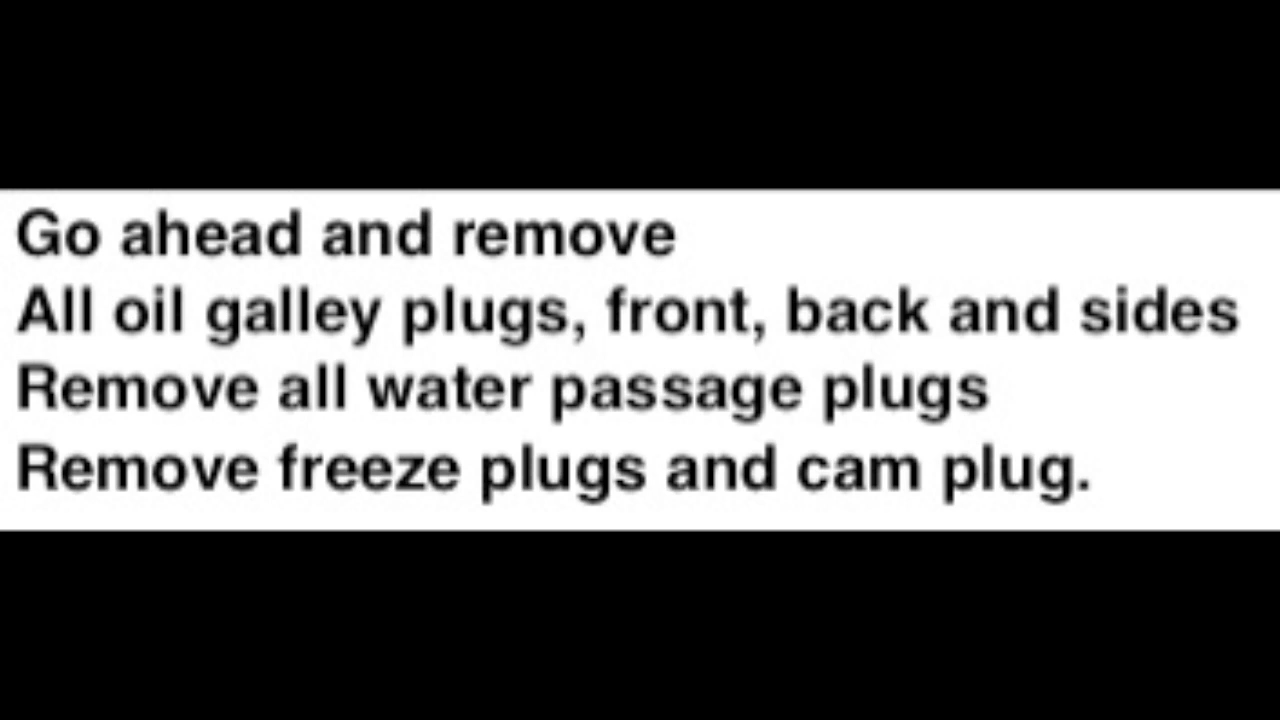 Go ahead and remove
All oil galley plugs, front, back and sides
Remove all water passage plugs
Remove freeze plugs and cam plug.